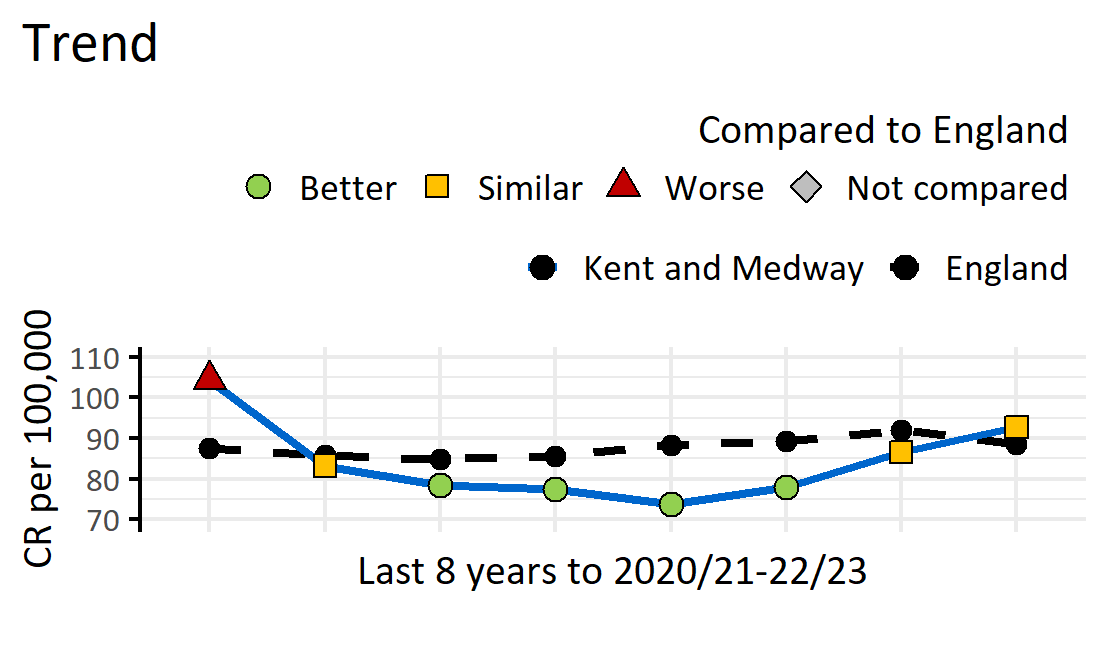 Trend
Compared to England
Better Similar Worse Not compared
Kent and Medway England
CR per 100,000
110
100
90
80
70
Last 8 years to 2020/21-22/23